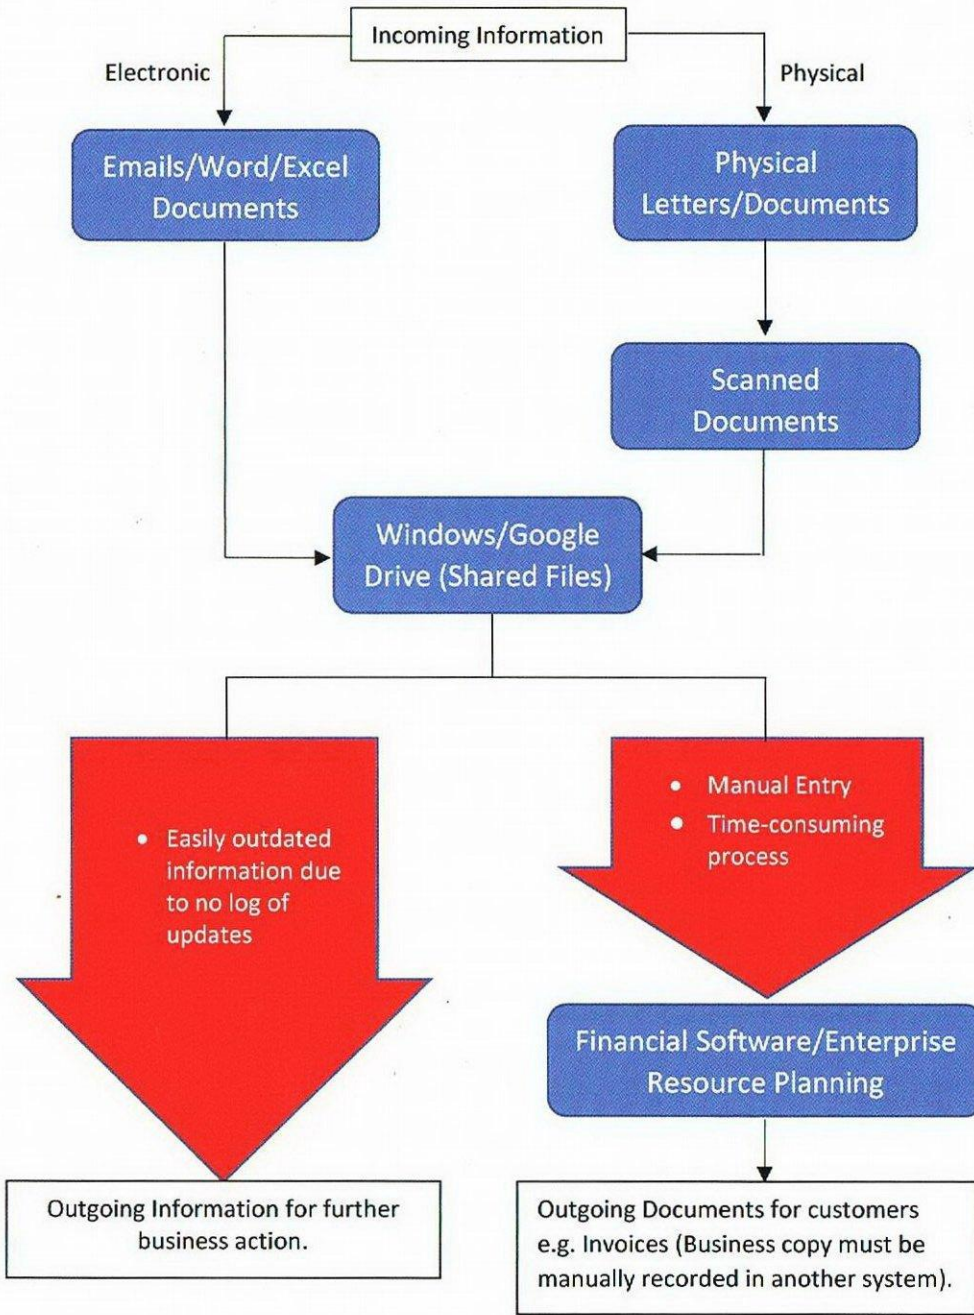 Incoming Information
Electronic
Physical
Emails/Word/Excel
Documents
Physical
Letters/Documents
Scanned
Documents
Windows/Google
Drive (Shared Files)
• Easily outdated
information due
to no log of
updates
• Manual Entry
• Time-consuming
process
Financial Software/Enterprise
Resource Planning
Outgoing Information for further
business action.
Outgoing Documents for customers
e.g. Invoices (Business copy must be
manually recorded in another system).